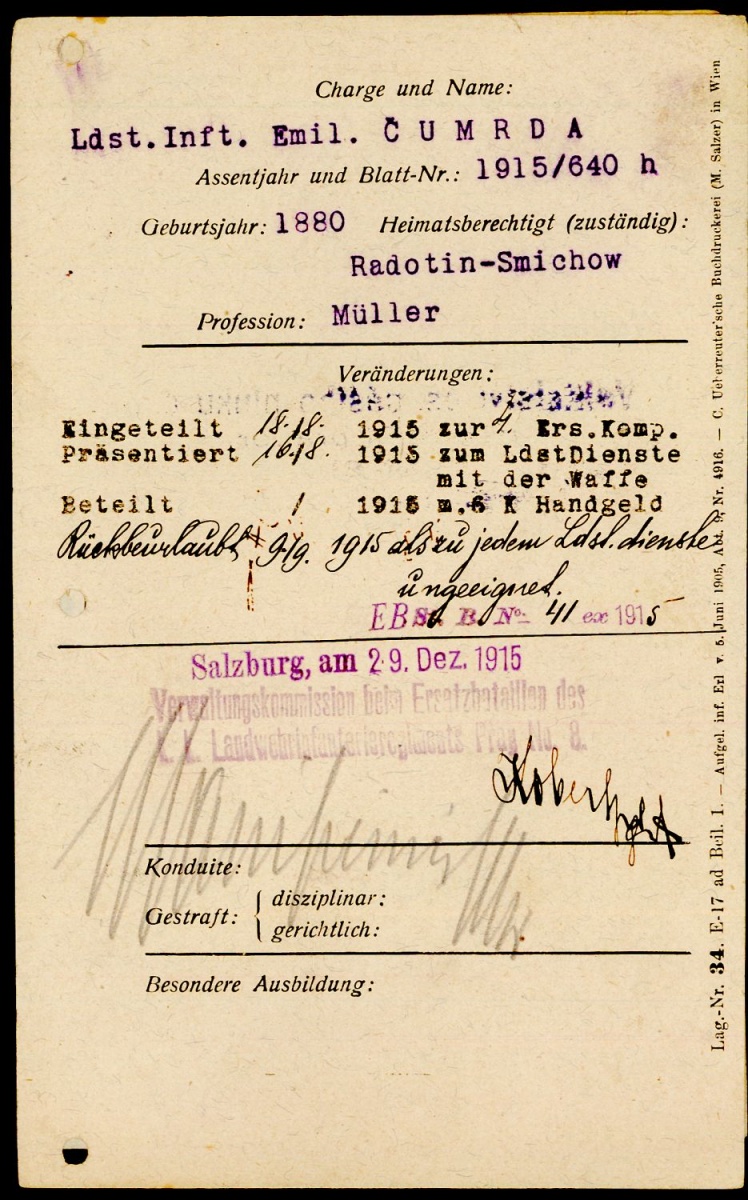 Charge und Name:
Ldst.Inft. Emil. Č U M R D A
Assentjahr und Blatt-Nr.: 1915/640 h
Geburtsjahr: 1880 Heimatsberechtigt (zuständig):
Radotin-Smichow
Profession: Müller
Veränderungen:
Eingeteilt 18./8. 1915 zur 4. Ers.Komp.
Präsentiert 16./8. 1915 zum LdstDienste
mit der Waffe
Beteilt / 1915 m.6 K Handgeld
Rückbeurlaubt 9./9. 1915 als zu jedem Ldst. dienste
ungeeignet.
EB No. 41 ex 1915
Salzburg, am 29. Dez. 1915
Verwaltungskommission beim Ersatzbataillon des
k. k. Landwehrinfanterieregiments Prag No. 8.
Konduite:
Gestraft: { disziplinar:
gerichtlich:
Besondere Ausbildung:
Lag.-Nr. 34. E-17 ad Beil. 1. — Aufgel. inf. Erl v. 5. Juni 1905, Abt. 9, Nr. 4916. — C. Ueberreuter'sche Buchdruckerei (M. Salzer) in Wien